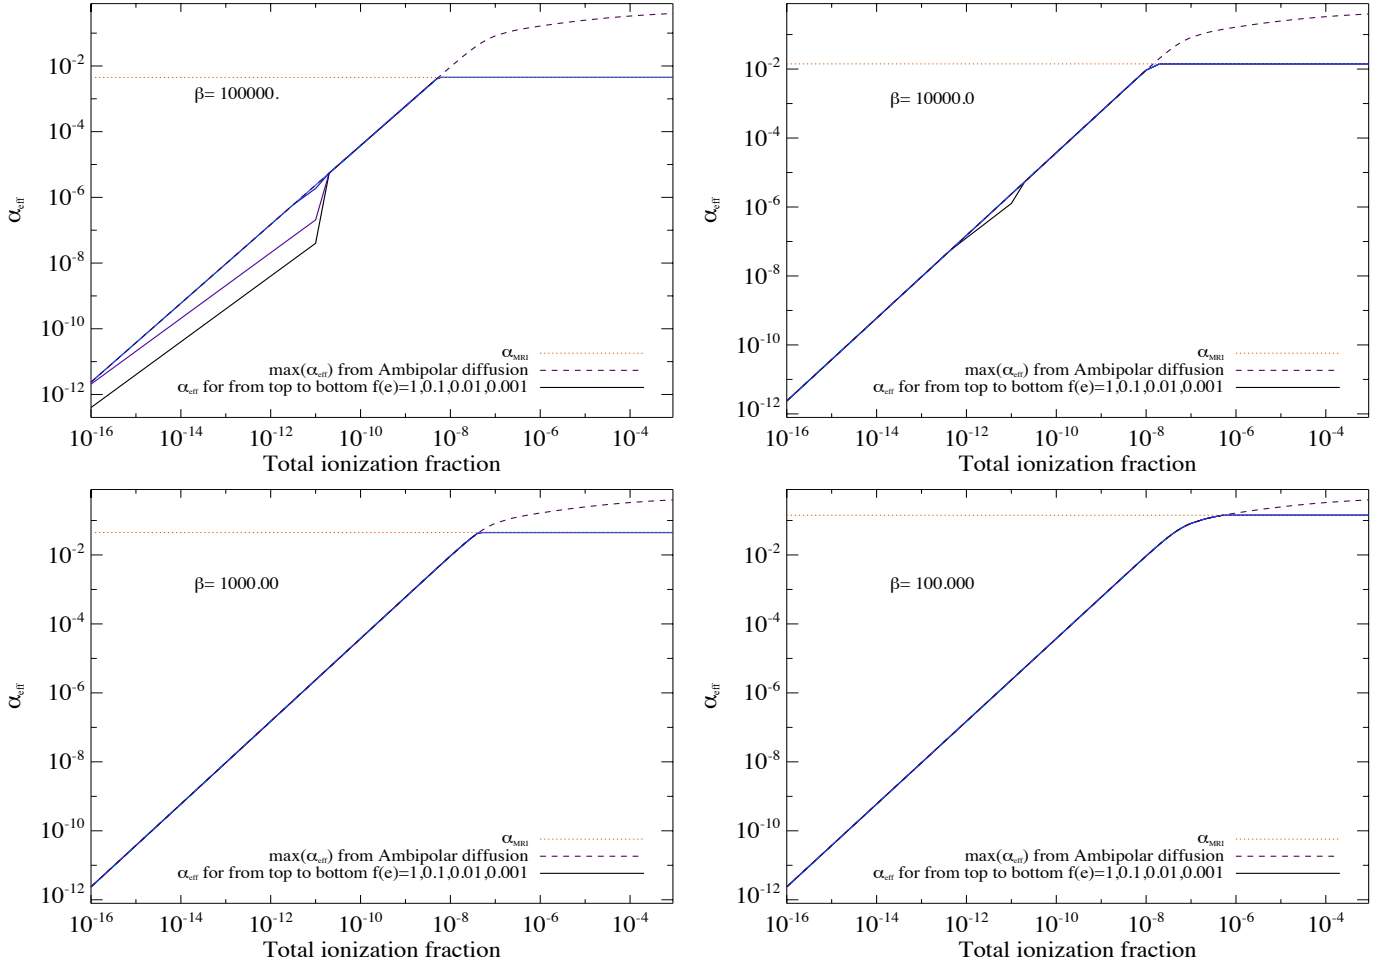 10⁻²
10⁻⁴
10⁻⁶
10⁻⁸
10⁻¹⁰
10⁻¹²
α_eff
β= 100000.
α_MRI
max(α_eff) from Ambipolar diffusion
α_eff for from top to bottom f(e)=1,0.1,0.01,0.001
10⁻¹⁶ 10⁻¹⁴ 10⁻¹² 10⁻¹⁰ 10⁻⁸ 10⁻⁶ 10⁻⁴
Total ionization fraction
10⁻²
10⁻⁴
10⁻⁶
10⁻⁸
10⁻¹⁰
10⁻¹²
α_eff
β= 10000.0
α_MRI
max(α_eff) from Ambipolar diffusion
α_eff for from top to bottom f(e)=1,0.1,0.01,0.001
10⁻¹⁶ 10⁻¹⁴ 10⁻¹² 10⁻¹⁰ 10⁻⁸ 10⁻⁶ 10⁻⁴
Total ionization fraction
10⁻²
10⁻⁴
10⁻⁶
10⁻⁸
10⁻¹⁰
10⁻¹²
α_eff
β= 1000.00
α_MRI
max(α_eff) from Ambipolar diffusion
α_eff for from top to bottom f(e)=1,0.1,0.01,0.001
10⁻¹⁶ 10⁻¹⁴ 10⁻¹² 10⁻¹⁰ 10⁻⁸ 10⁻⁶ 10⁻⁴
Total ionization fraction
10⁻²
10⁻⁴
10⁻⁶
10⁻⁸
10⁻¹⁰
10⁻¹²
α_eff
β= 100.000
α_MRI
max(α_eff) from Ambipolar diffusion
α_eff for from top to bottom f(e)=1,0.1,0.01,0.001
10⁻¹⁶ 10⁻¹⁴ 10⁻¹² 10⁻¹⁰ 10⁻⁸ 10⁻⁶ 10⁻⁴
Total ionization fraction